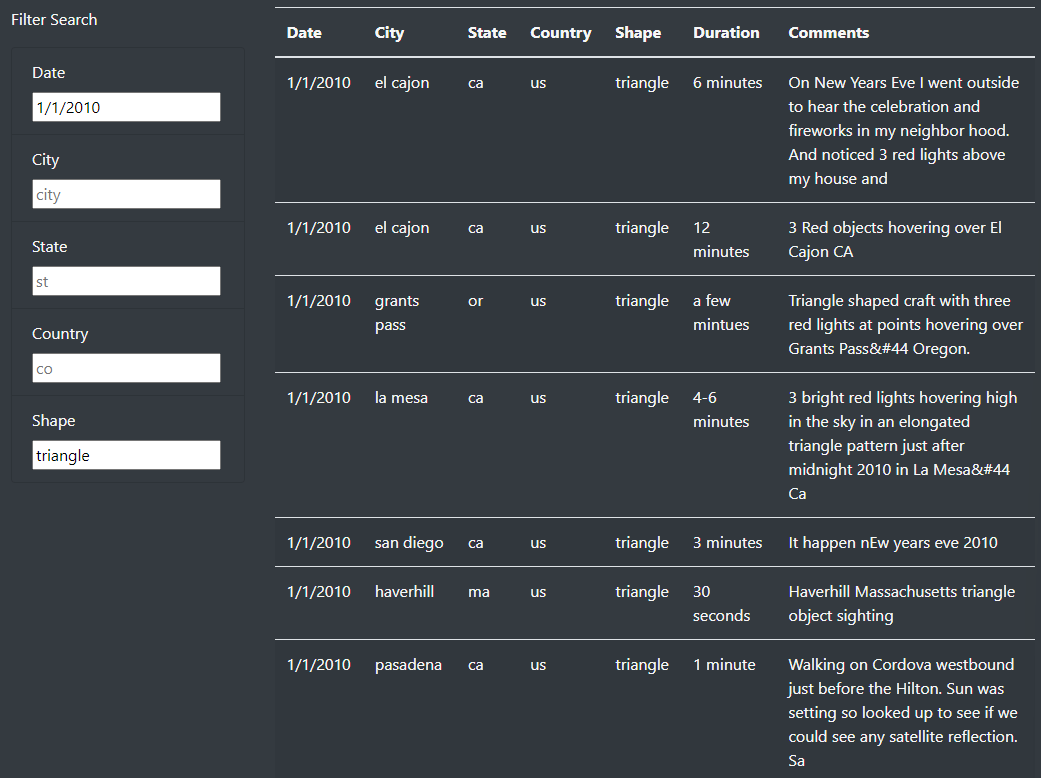 Filter Search
Date
1/1/2010
City
city
State
st
Country
co
Shape
triangle
Date City State Country Shape Duration Comments
1/1/2010 el cajon ca us triangle 6 minutes On New Years Eve I went outside
to hear the celebration and
fireworks in my neighbor hood.
And noticed 3 red lights above
my house and
1/1/2010 el cajon ca us triangle 12 3 Red objects hovering over El
minutes Cajon CA
1/1/2010 grants or us triangle a few Triangle shaped craft with three
pass mintues red lights at points hovering over
Grants Pass&#44 Oregon.
1/1/2010 la mesa ca us triangle 4-6 3 bright red lights hovering high
minutes in the sky in an elongated
triangle pattern just after
midnight 2010 in La Mesa&#44
Ca
1/1/2010 san diego ca us triangle 3 minutes It happen nEw years eve 2010
1/1/2010 haverhill ma us triangle 30 Haverhill Massachusetts triangle
seconds object sighting
1/1/2010 pasadena ca us triangle 1 minute Walking on Cordova westbound
just before the Hilton. Sun was
setting so looked up to see if we
could see any satellite reflection.
Sa